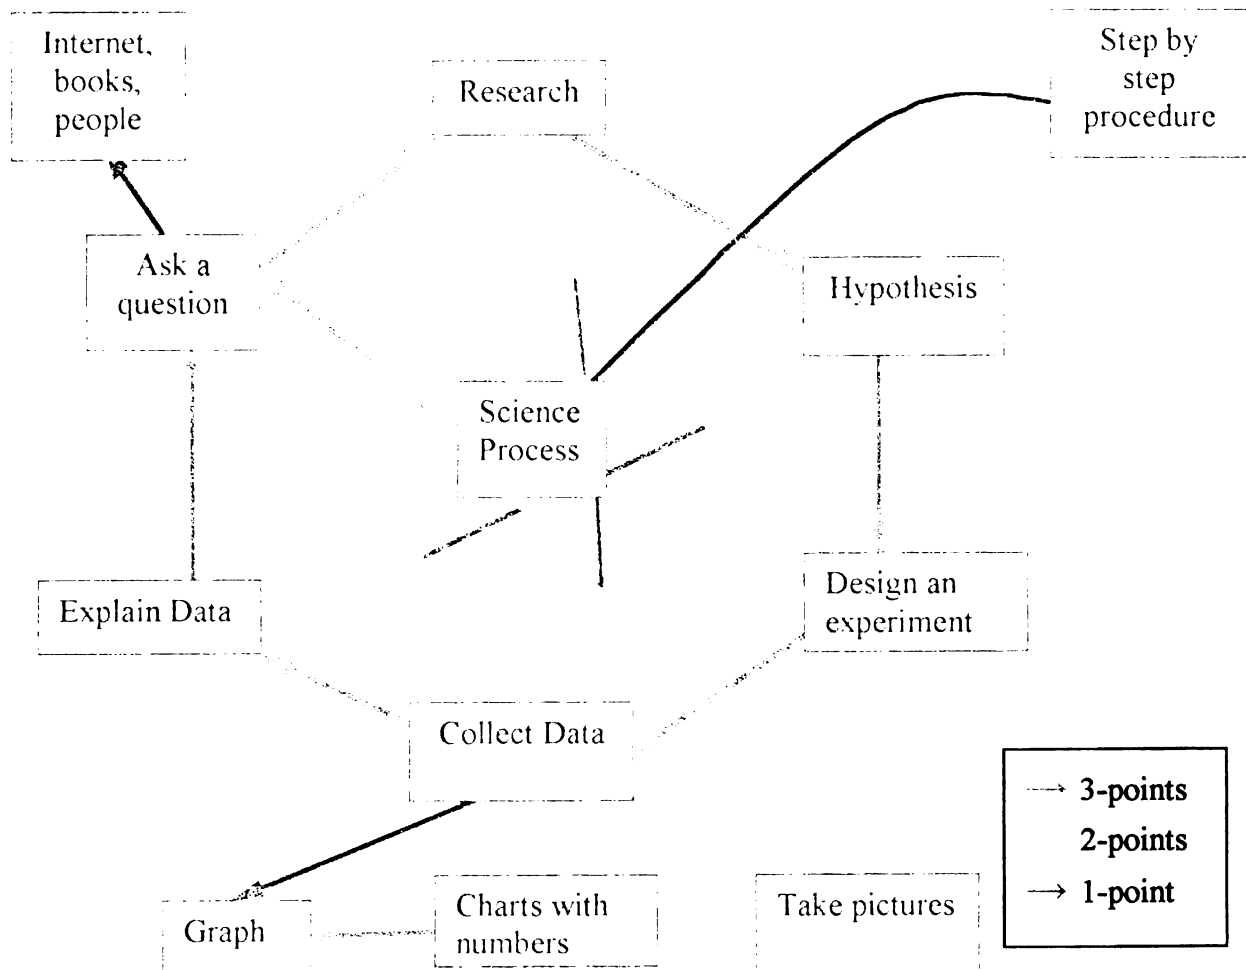 Internet,
books,
people
Research
Step by
step
procedure
Ask a
question
Hypothesis
Science
Process
Explain Data
Design an
experiment
Collect Data
3-points
2-points
1-point
Graph
Charts with
numbers
Take pictures